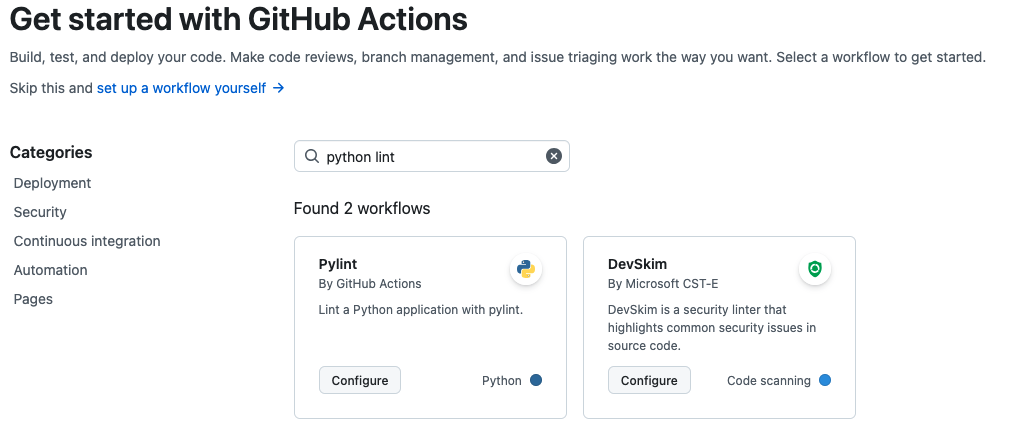 Get started with GitHub Actions
Build, test, and deploy your code. Make code reviews, branch management, and issue triaging work the way you want. Select a workflow to get started.
Skip this and set up a workflow yourself →
Categories
Deployment
Security
Continuous integration
Automation
Pages
python lint
Found 2 workflows
Pylint
By GitHub Actions
Lint a Python application with pylint.
Configure
Python
DevSkim
By Microsoft CST-E
DevSkim is a security linter that
highlights common security issues in
source code.
Configure
Code scanning